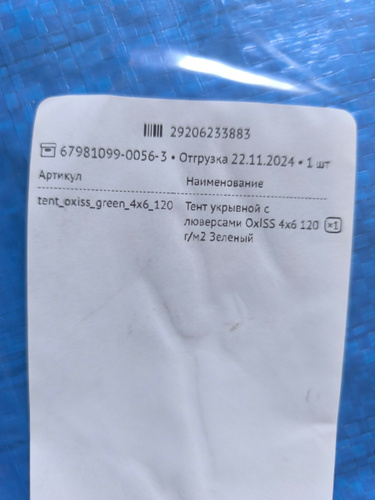 29206233883
67981099-0056-3 • Отгрузка 22.11.2024 • 1 шт
Артикул Наименование
tent_oxiss_green_4x6_120 Тент укрывной с
люверсами OxISS 4x6 120 ×1
г/м2 Зеленый